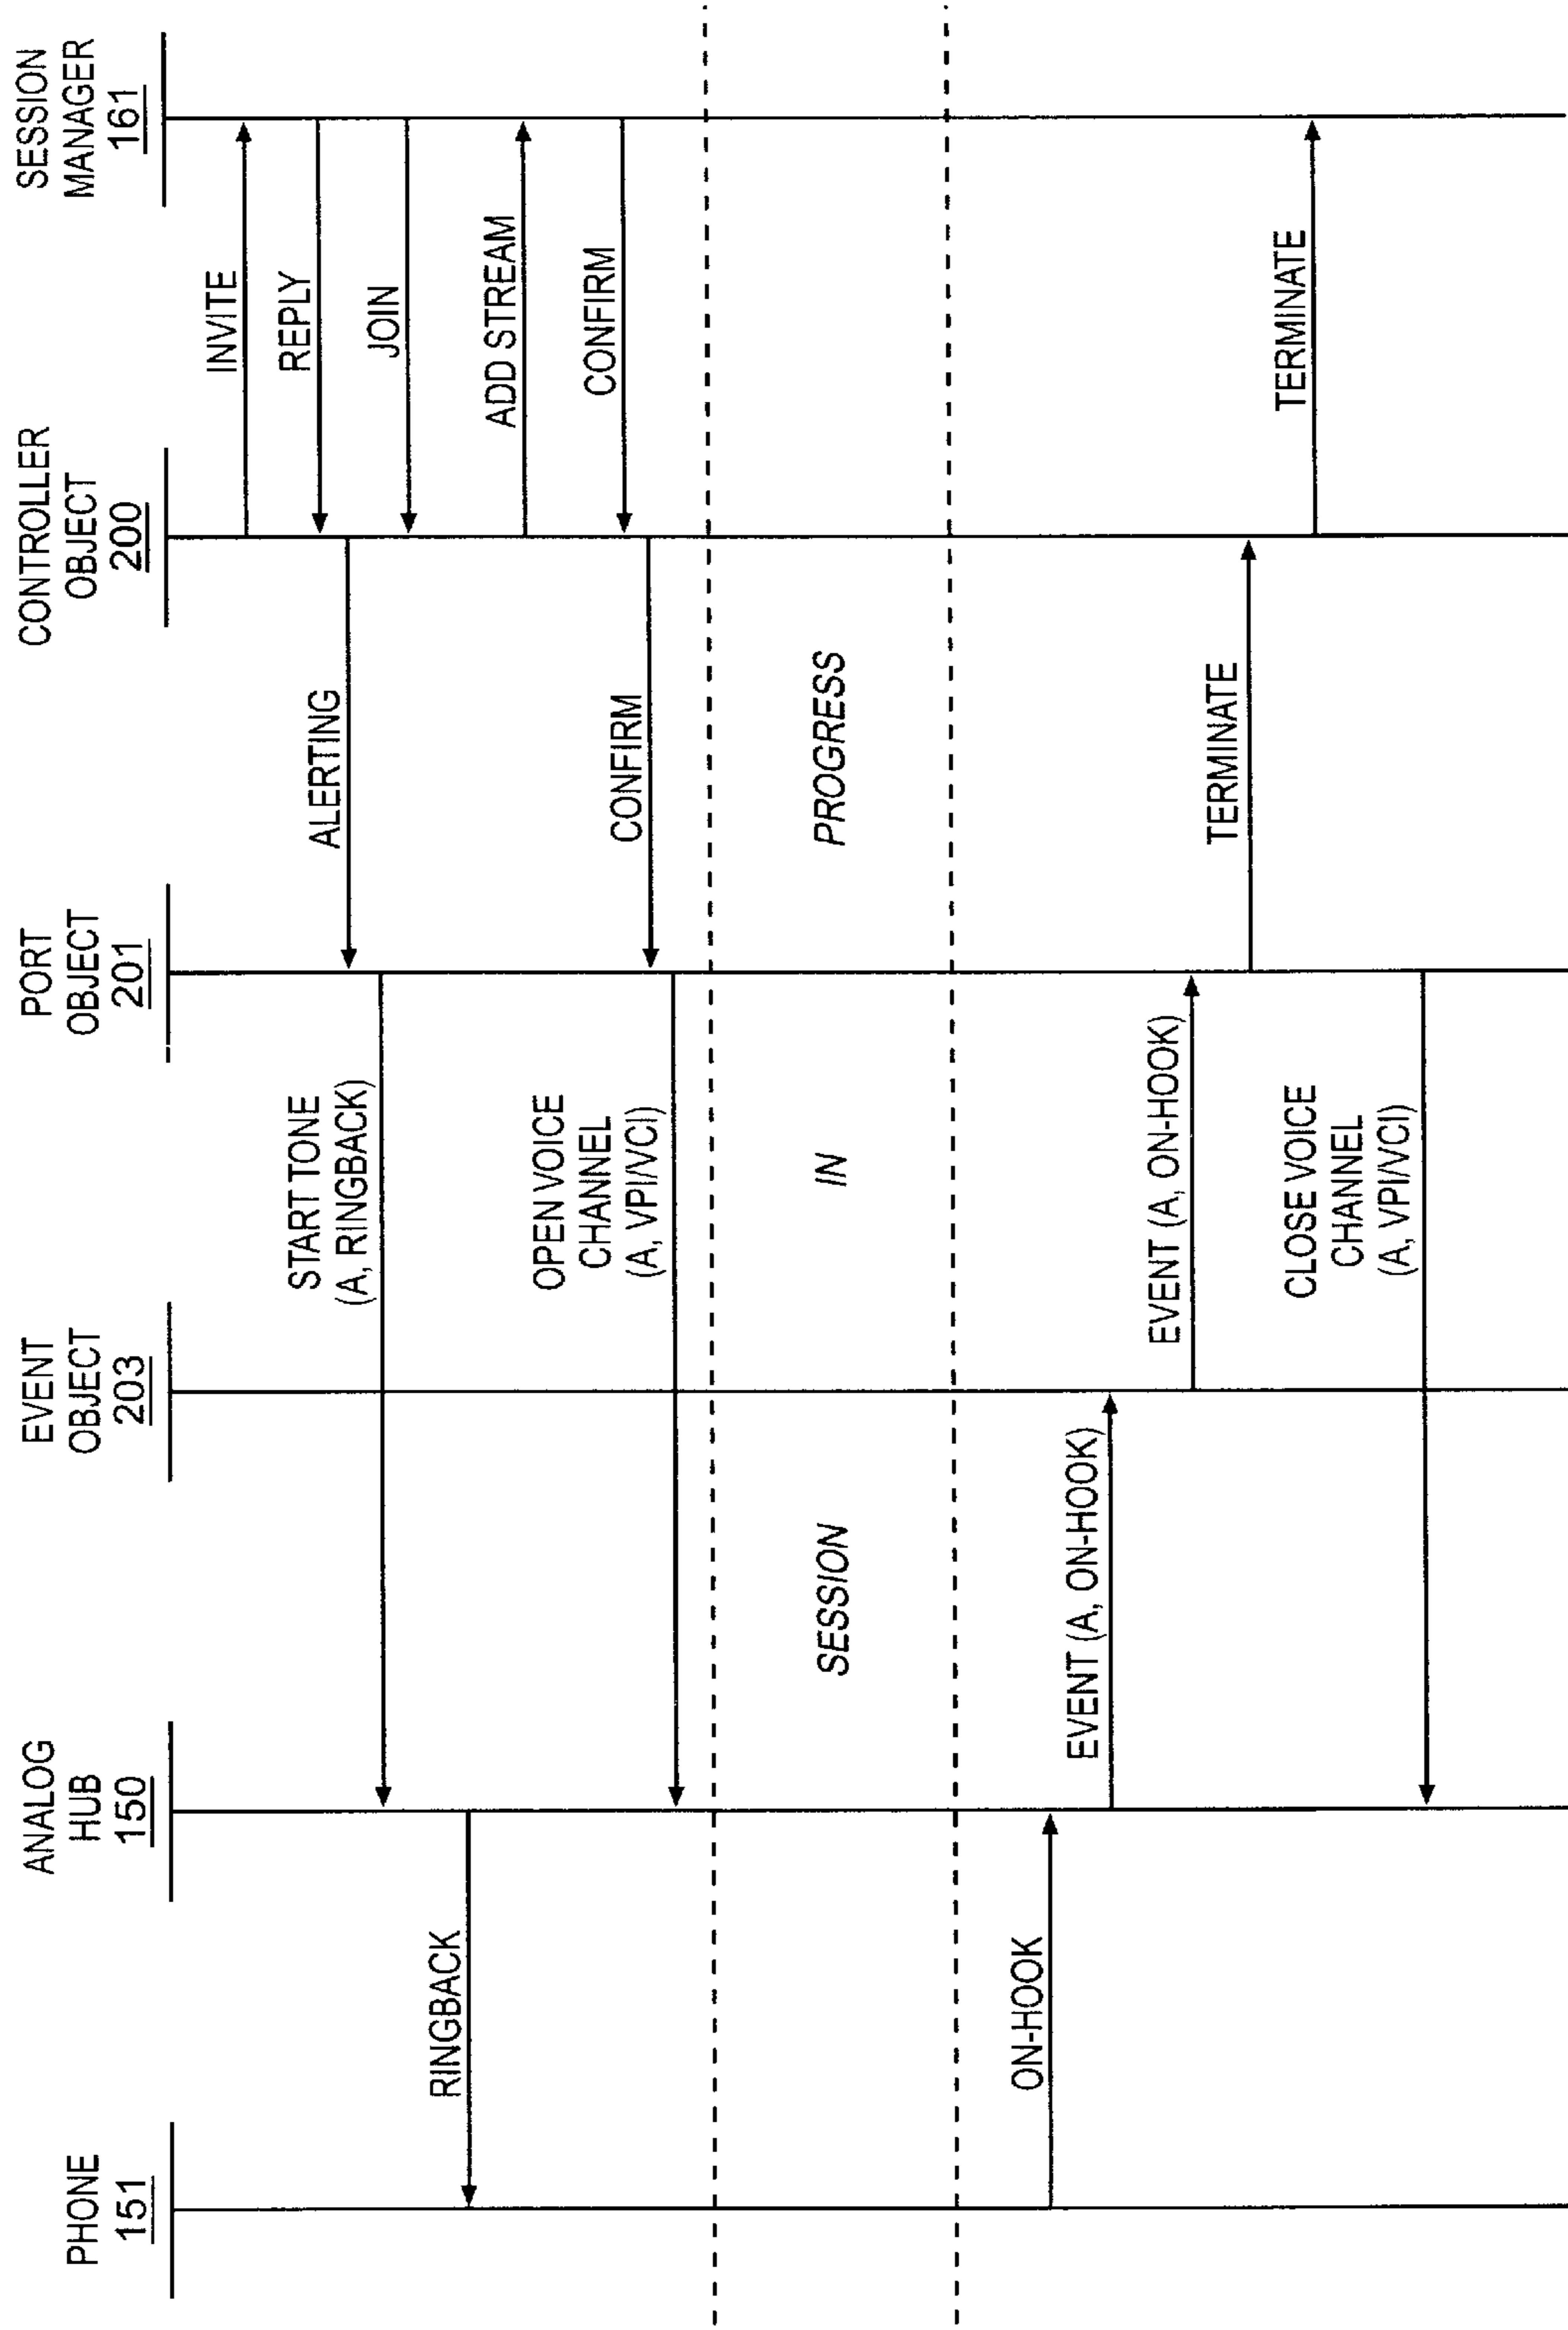 PHONE
151
ANALOG
HUB
150
EVENT
OBJECT
203
PORT
OBJECT
201
CONTROLLER
OBJECT
200
SESSION
MANAGER
161
INVITE
REPLY
ALERTING
START TONE
(A, RINGBACK)
JOIN
RINGBACK
ADD STREAM
CONFIRM
CONFIRM
OPEN VOICE
CHANNEL
(A, VPI/VCI)
SESSION
IN
PROGRESS
ON-HOOK
EVENT (A, ON-HOOK)
EVENT (A, ON-HOOK)
TERMINATE
TERMINATE
CLOSE VOICE
CHANNEL
(A, VPI/VCI)